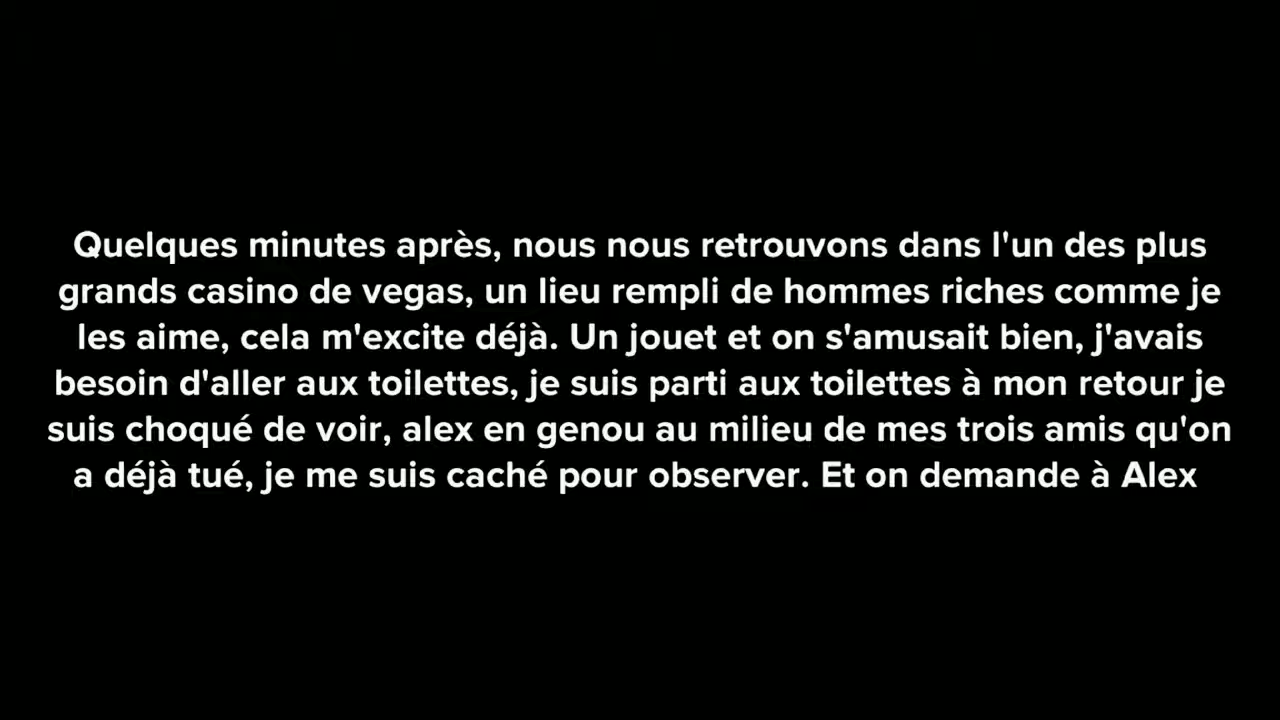 Quelques minutes après, nous nous retrouvons dans l'un des plus
grands casino de vegas, un lieu rempli de hommes riches comme je
les aime, cela m'excite déjà. Un jouet et on s'amusait bien, j'avais
besoin d'aller aux toilettes, je suis parti aux toilettes à mon retour je
suis choqué de voir, alex en genou au milieu de mes trois amis qu'on
a déjà tué, je me suis caché pour observer. Et on demande à Alex